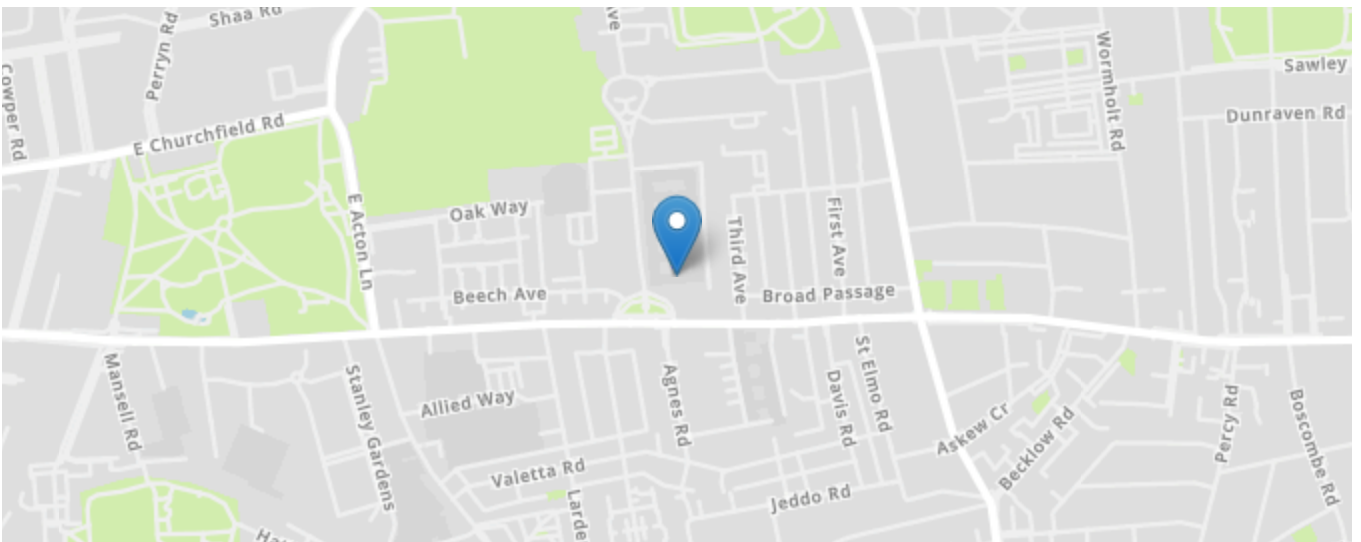 Shaa Rd
Perryn Rd
Ave
Cowper Rd
Wormholt Rd
Sawley
Dunraven Rd
E Churchfield Rd
Oak Way
E Acton Ln
Third Ave
First Ave
Beech Ave
Broad Passage
Mansell Rd
Stanley Gardens
Allied Way
Agnes Rd
Davis Rd
St Elmo Rd
Askew Cr
Becklow Rd
Percy Rd
Boscombe Rd
Valetta Rd
Larde
Jeddo Rd